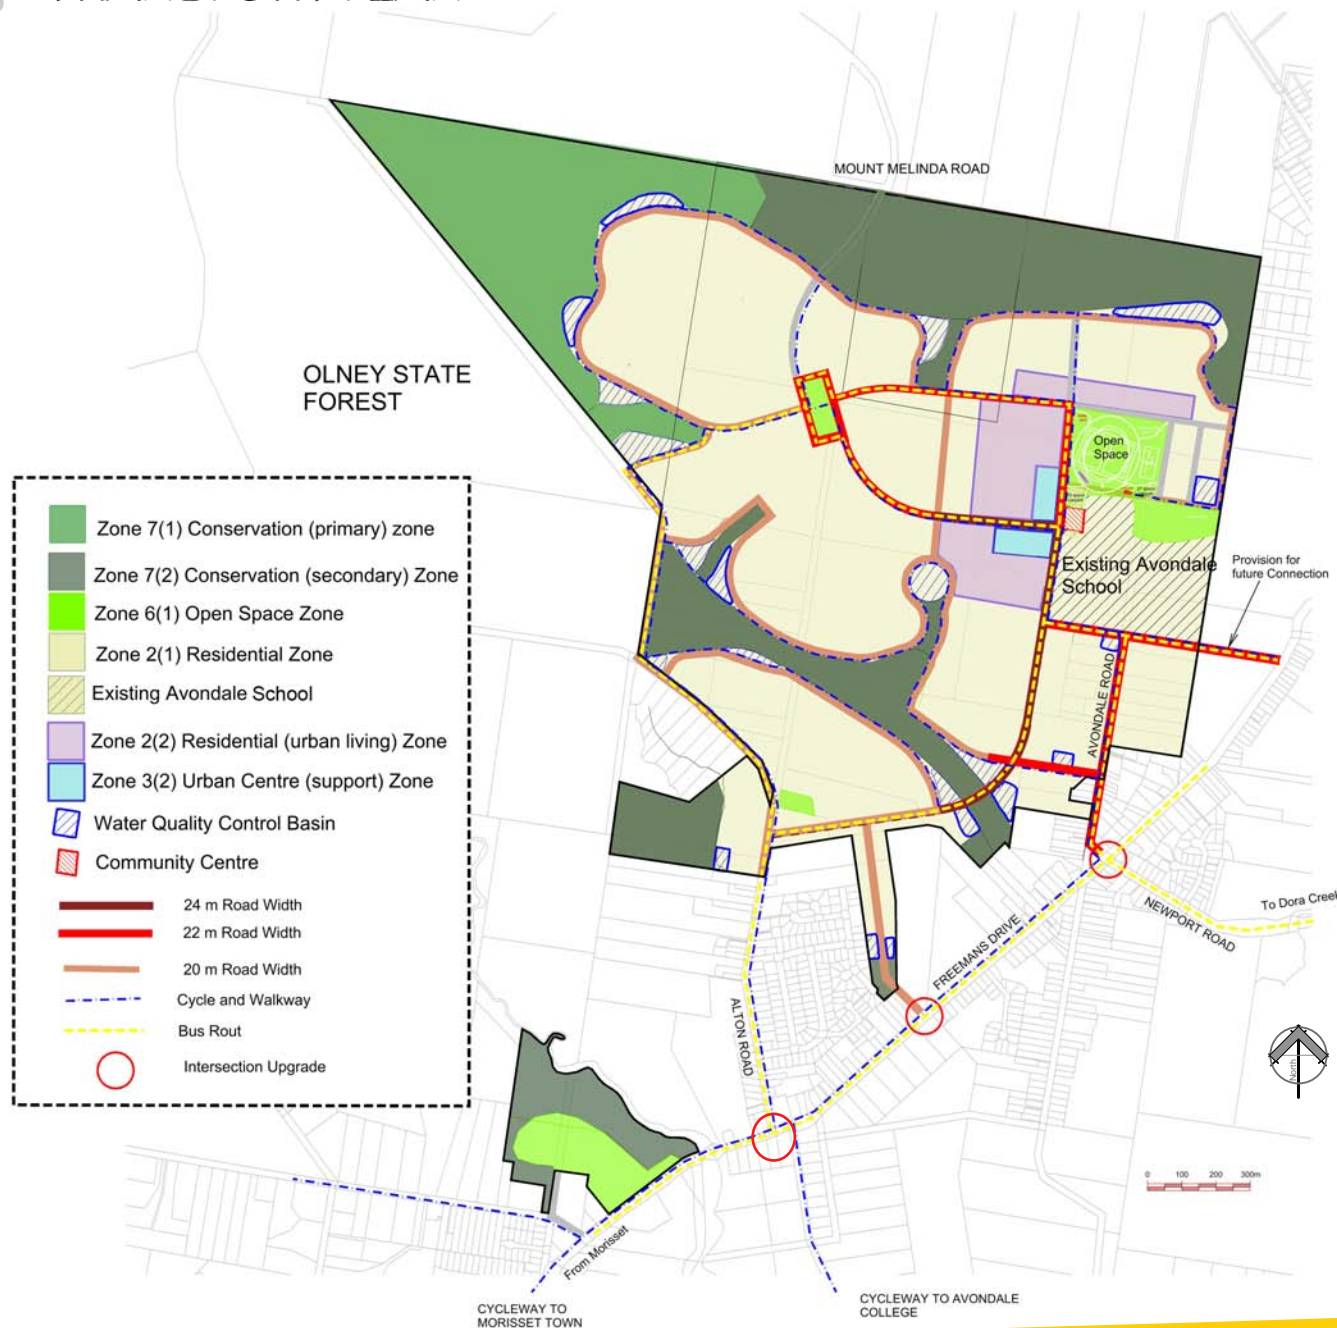 MOUNT MELINDA ROAD
OLNEY STATE
FOREST
Open
Space
Existing Avondale
School
Provision for
future Connection
AVONDALE ROAD
Zone 7(1) Conservation (primary) zone
Zone 7(2) Conservation (secondary) Zone
Zone 6(1) Open Space Zone
Zone 2(1) Residential Zone
Existing Avondale School
Zone 2(2) Residential (urban living) Zone
Zone 3(2) Urban Centre (support) Zone
Water Quality Control Basin
Community Centre
24 m Road Width
22 m Road Width
20 m Road Width
Cycle and Walkway
Bus Rout
Intersection Upgrade
To Dora Creek
NEWPORT ROAD
FREEMANS DRIVE
ALTON ROAD
North
0 100 200 300m
From Morisset
CYCLEWAY TO
MORISSET TOWN
CYCLEWAY TO AVONDALE
COLLEGE